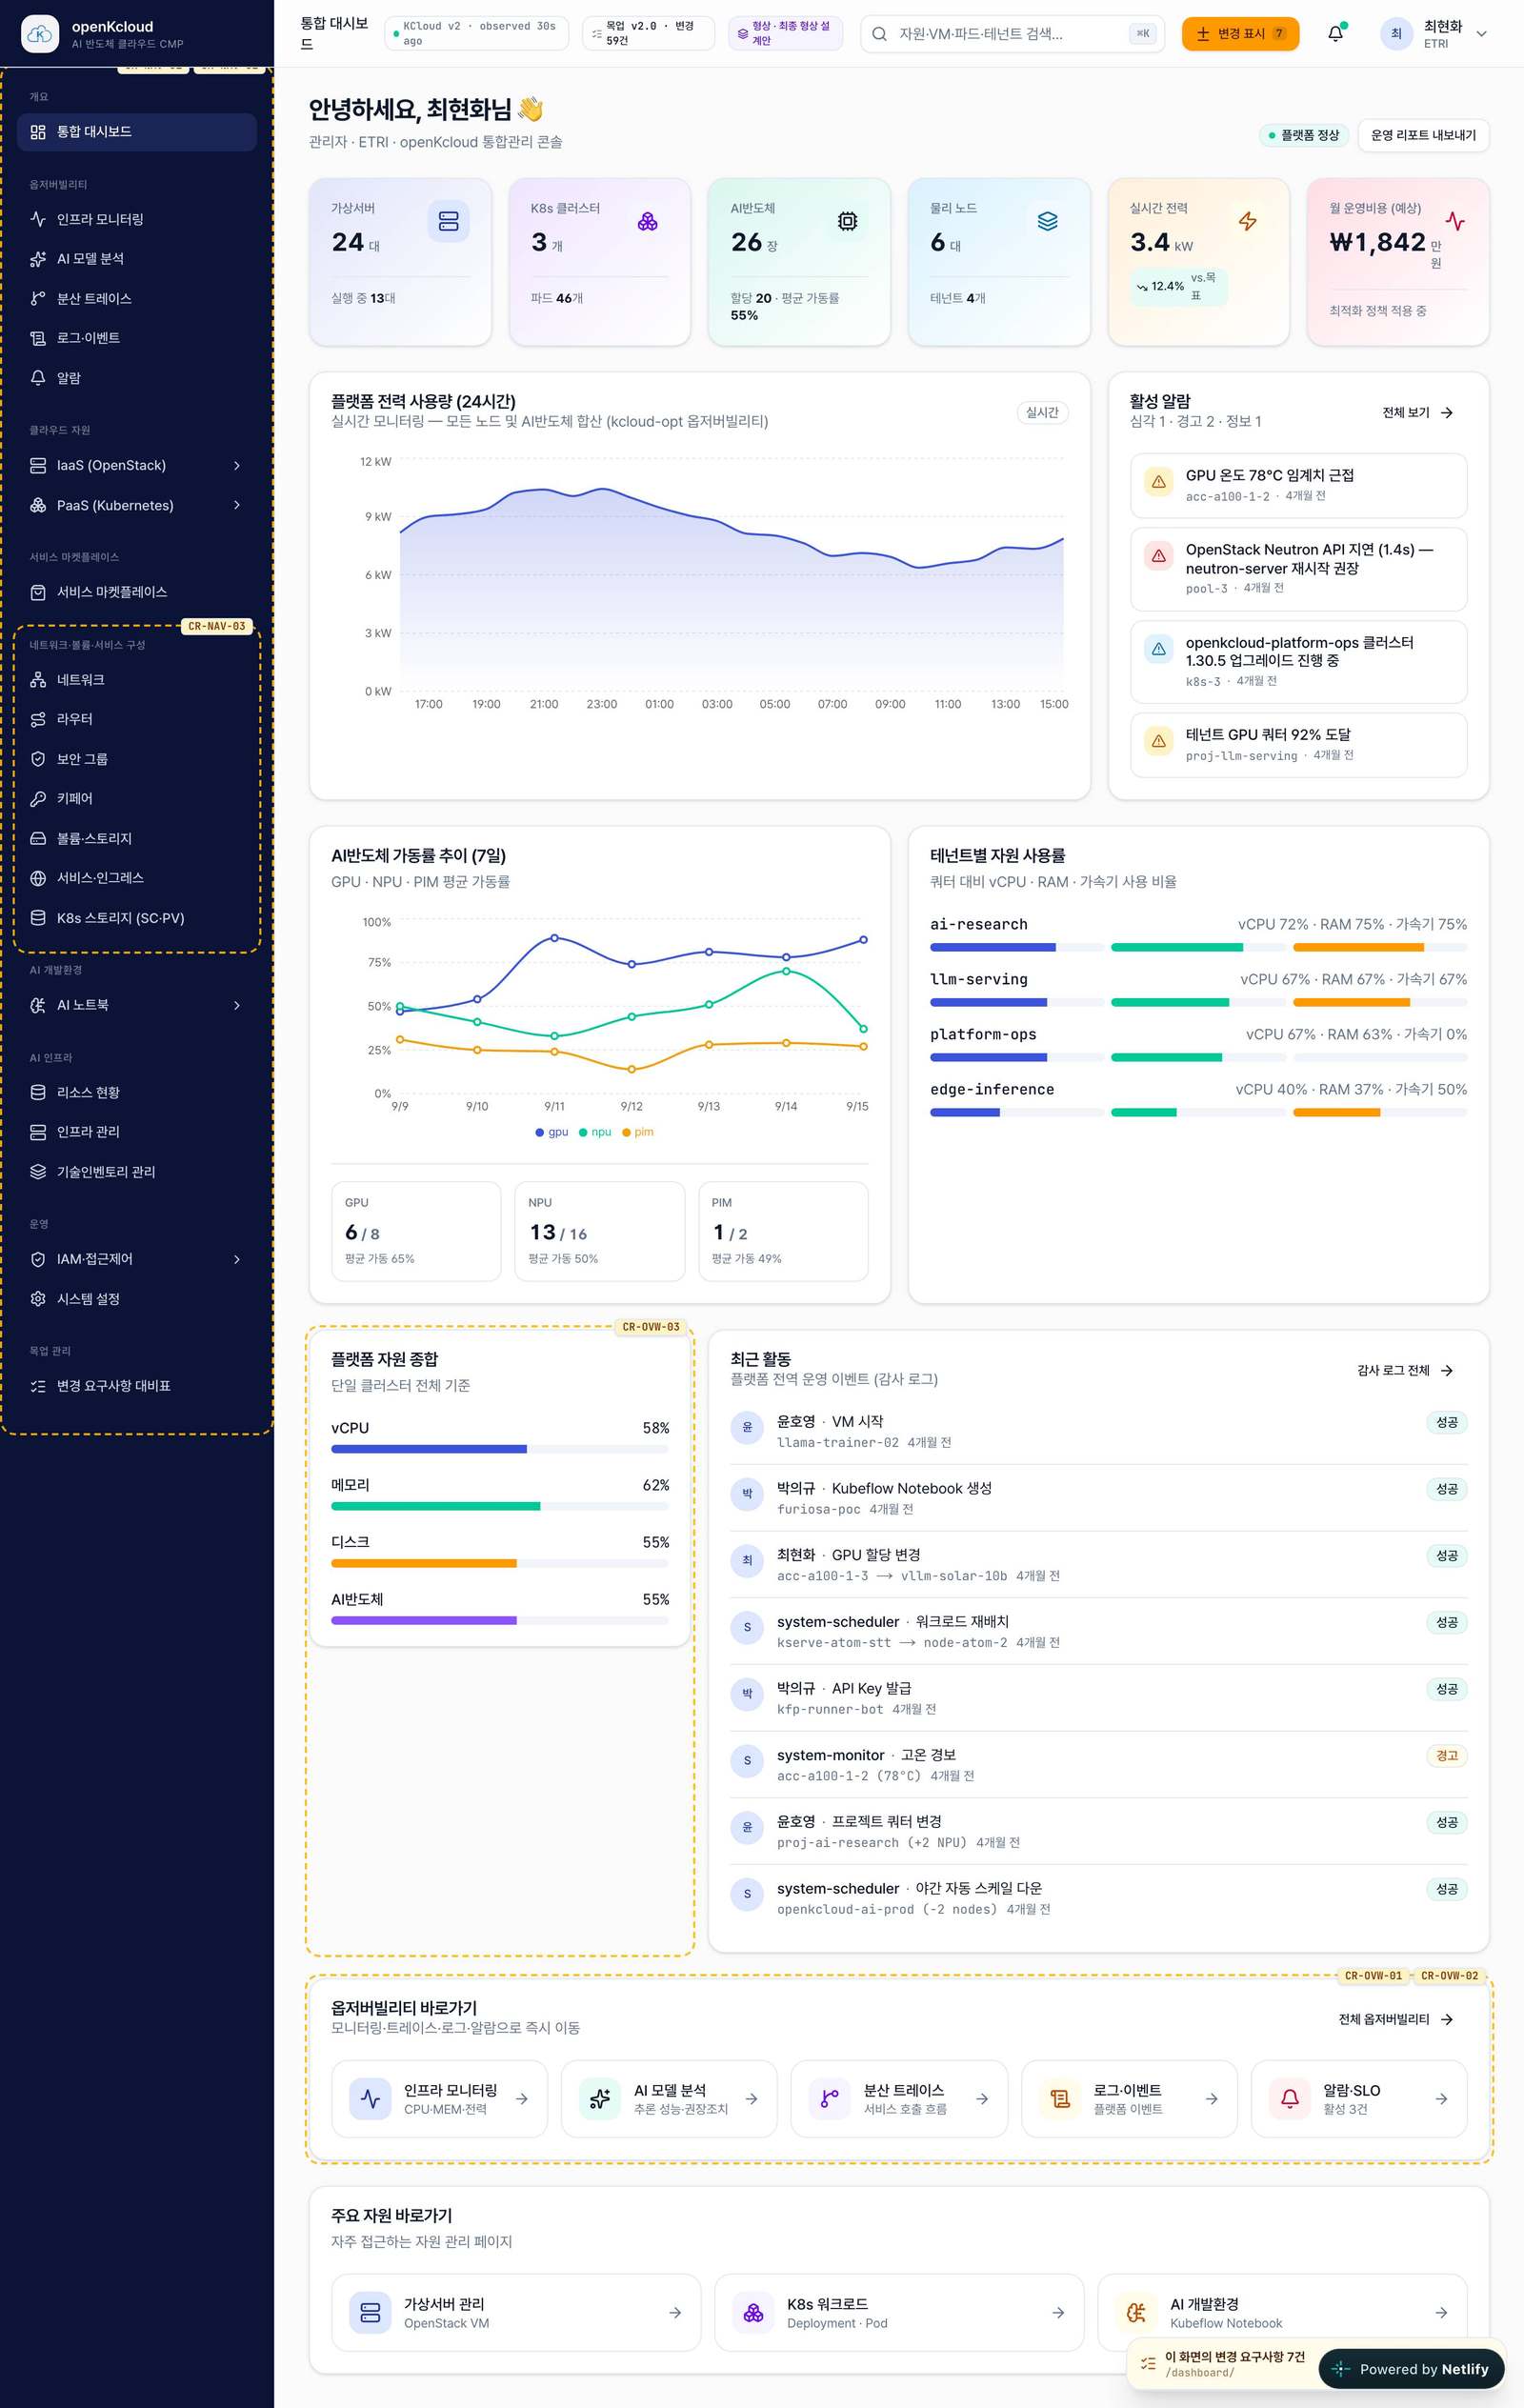 openKcloud
AI 반도체 클라우드 CMP
통합 대시보
드
KCloud v2 · observed 30s
ago
목업 v2.0 · 변경
59건
형상 · 최종 형상 설
계안
자원·VM·파드·테넌트 검색…
⌘K
변경 표시 7
최
최현화
ETRI
개요
통합 대시보드
옵저버빌리티
인프라 모니터링
AI 모델 분석
분산 트레이스
로그·이벤트
알람
클라우드 자원
IaaS (OpenStack)
PaaS (Kubernetes)
서비스 마켓플레이스
서비스 마켓플레이스
CR-NAV-03
네트워크·볼륨·서비스 구성
네트워크
라우터
보안 그룹
키페어
볼륨·스토리지
서비스·인그레스
K8s 스토리지 (SC·PV)
AI 개발환경
AI 노트북
AI 인프라
리소스 현황
인프라 관리
기술인벤토리 관리
운영
IAM·접근제어
시스템 설정
목업 관리
변경 요구사항 대비표
안녕하세요, 최현화님 👋
관리자 · ETRI · openKcloud 통합관리 콘솔
플랫폼 정상
운영 리포트 내보내기
가상서버
24 대
실행 중 13대
K8s 클러스터
3 개
파드 46개
AI반도체
26 장
할당 20 · 평균 가동률
55%
물리 노드
6 대
테넌트 4개
실시간 전력
3.4 kW
12.4% vs.목
표
월 운영비용 (예상)
₩1,842 만
원
최적화 정책 적용 중
플랫폼 전력 사용량 (24시간)
실시간 모니터링 — 모든 노드 및 AI반도체 합산 (kcloud-opt 옵저버빌리티)
실시간
12 kW
9 kW
6 kW
3 kW
0 kW
17:00 19:00 21:00 23:00 01:00 03:00 05:00 07:00 09:00 11:00 13:00 15:00
활성 알람
심각 1 · 경고 2 · 정보 1
전체 보기
GPU 온도 78°C 임계치 근접
acc-a100-1-2 · 4개월 전
OpenStack Neutron API 지연 (1.4s) —
neutron-server 재시작 권장
pool-3 · 4개월 전
openkcloud-platform-ops 클러스터
1.30.5 업그레이드 진행 중
k8s-3 · 4개월 전
테넌트 GPU 쿼터 92% 도달
proj-llm-serving · 4개월 전
AI반도체 가동률 추이 (7일)
GPU · NPU · PIM 평균 가동률
100%
75%
50%
25%
0%
9/9 9/10 9/11 9/12 9/13 9/14 9/15
gpu npu pim
GPU
6 / 8
평균 가동 65%
NPU
13 / 16
평균 가동 50%
PIM
1 / 2
평균 가동 49%
테넌트별 자원 사용률
쿼터 대비 vCPU · RAM · 가속기 사용 비율
ai-research vCPU 72% · RAM 75% · 가속기 75%
llm-serving vCPU 67% · RAM 67% · 가속기 67%
platform-ops vCPU 67% · RAM 63% · 가속기 0%
edge-inference vCPU 40% · RAM 37% · 가속기 50%
CR-OVW-03
플랫폼 자원 종합
단일 클러스터 전체 기준
vCPU 58%
메모리 62%
디스크 55%
AI반도체 55%
최근 활동
플랫폼 전역 운영 이벤트 (감사 로그)
감사 로그 전체
윤
윤호영 · VM 시작
llama-trainer-02 4개월 전
성공
박
박의규 · Kubeflow Notebook 생성
furiosa-poc 4개월 전
성공
최
최현화 · GPU 할당 변경
acc-a100-1-3 → vllm-solar-10b 4개월 전
성공
S
system-scheduler · 워크로드 재배치
kserve-atom-stt → node-atom-2 4개월 전
성공
박
박의규 · API Key 발급
kfp-runner-bot 4개월 전
성공
S
system-monitor · 고온 경보
acc-a100-1-2 (78°C) 4개월 전
경고
윤
윤호영 · 프로젝트 쿼터 변경
proj-ai-research (+2 NPU) 4개월 전
성공
S
system-scheduler · 야간 자동 스케일 다운
openkcloud-ai-prod (-2 nodes) 4개월 전
성공
CR-OVW-01 CR-OVW-02
옵저버빌리티 바로가기
모니터링·트레이스·로그·알람으로 즉시 이동
전체 옵저버빌리티
인프라 모니터링
CPU·MEM·전력
AI 모델 분석
추론 성능·권장조치
분산 트레이스
서비스 호출 흐름
로그·이벤트
플랫폼 이벤트
알람·SLO
활성 3건
주요 자원 바로가기
자주 접근하는 자원 관리 페이지
가상서버 관리
OpenStack VM
K8s 워크로드
Deployment · Pod
AI 개발환경
Kubeflow Notebook
이 화면의 변경 요구사항 7건
/dashboard/
Powered by Netlify